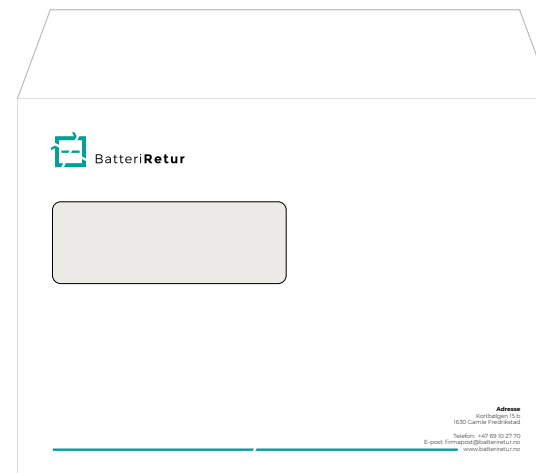 BatteriRetur
Adresse
Kortbølgen 15 b
1630 Gamle Fredrikstad
Telefon: +47 69 10 27 70
E-post: firmapost@batteriretur.no
www.batteriretur.no